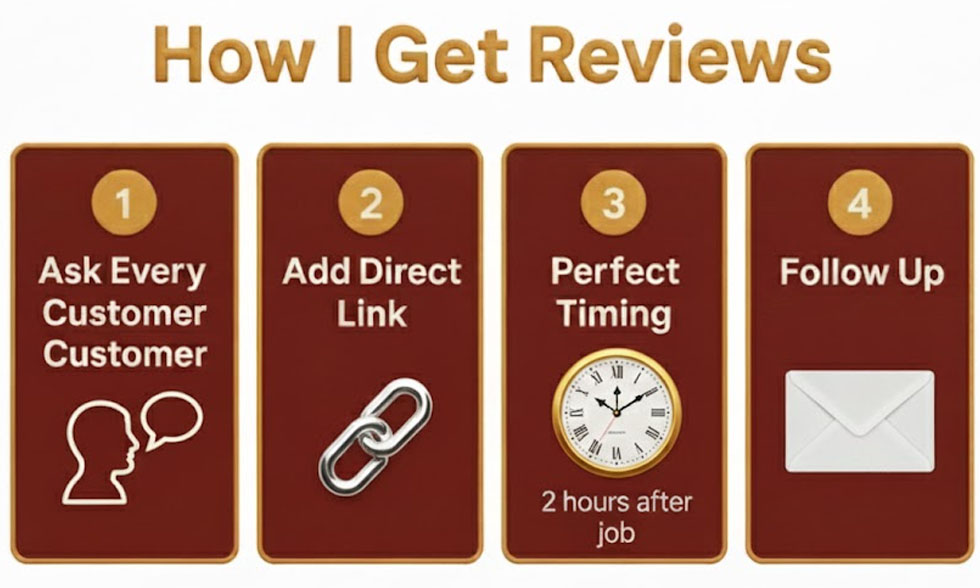 How I Get Reviews
1
Ask Every
Customer
Customer
2
Add Direct
Link
3
Perfect
Timing
2 hours after
job
4
Follow Up